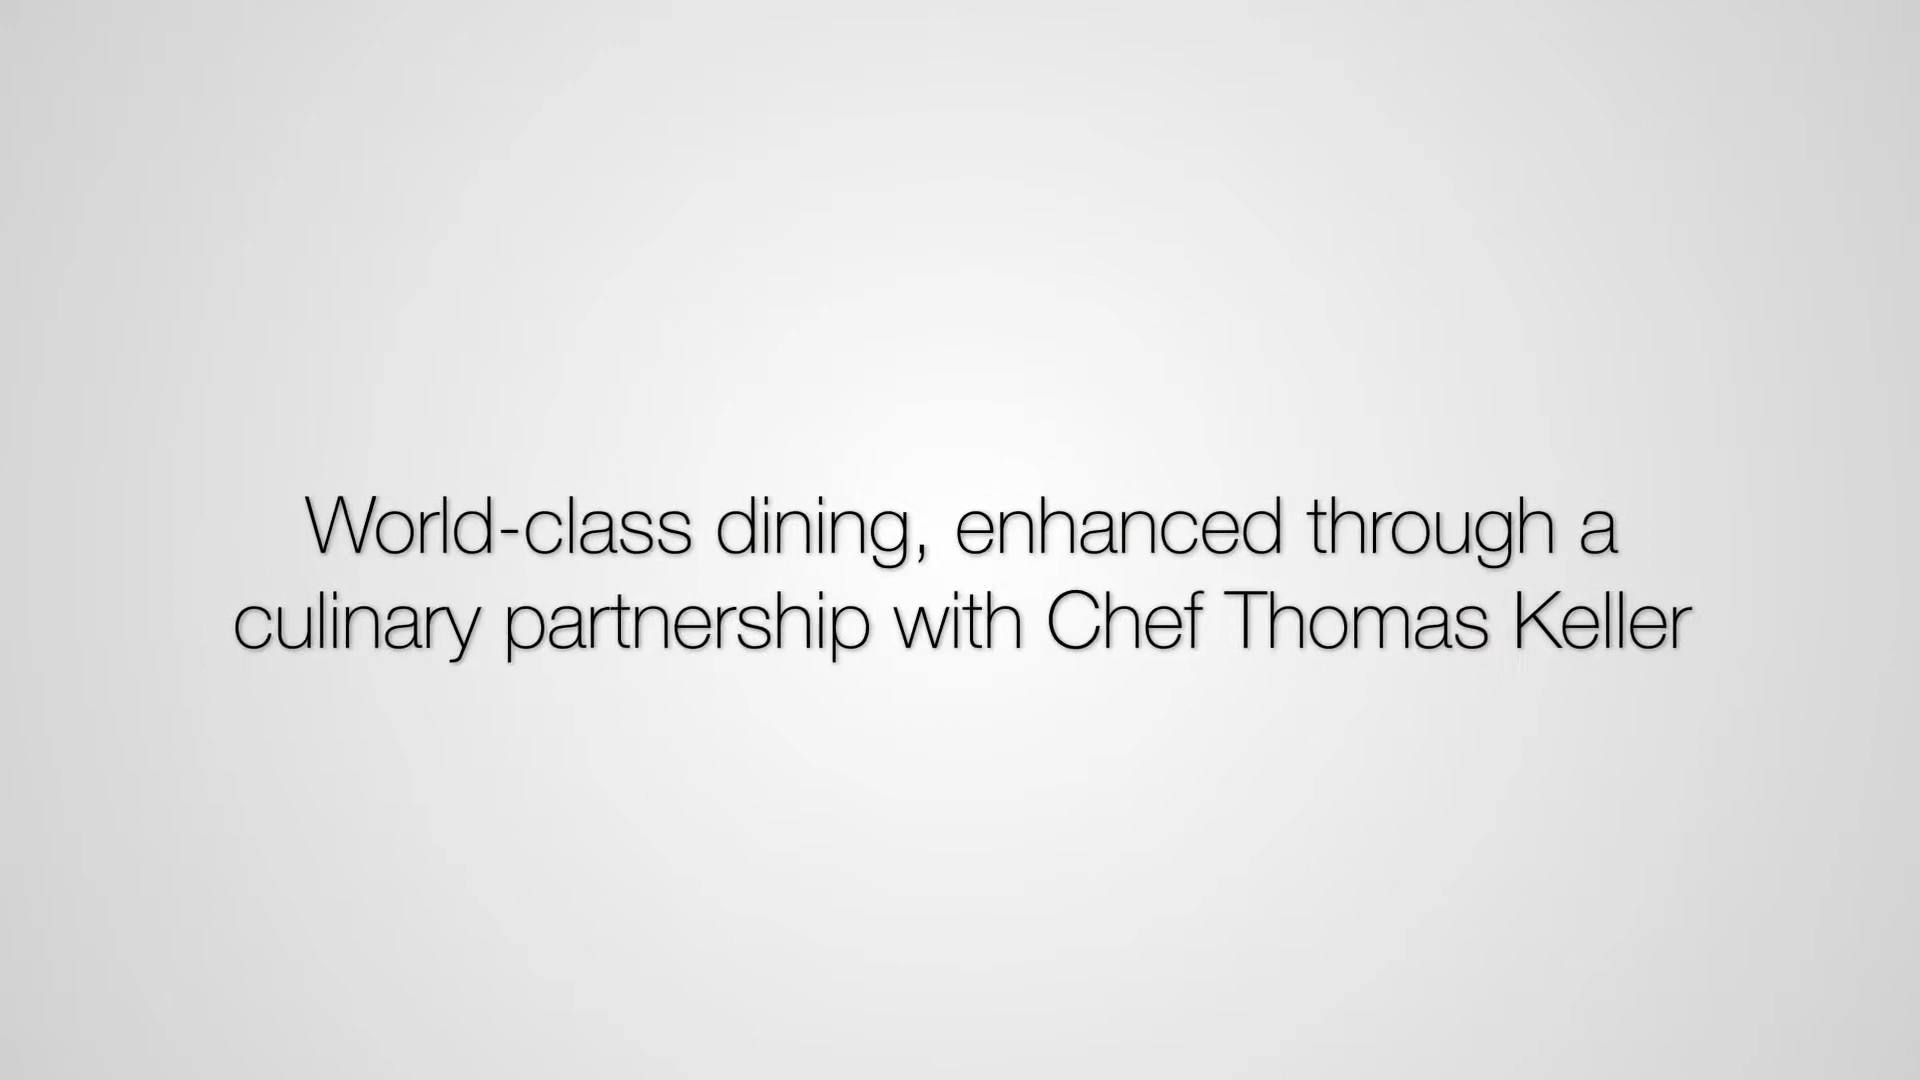 World-class dining, enhanced through a
culinary partnership with Chef Thomas Keller